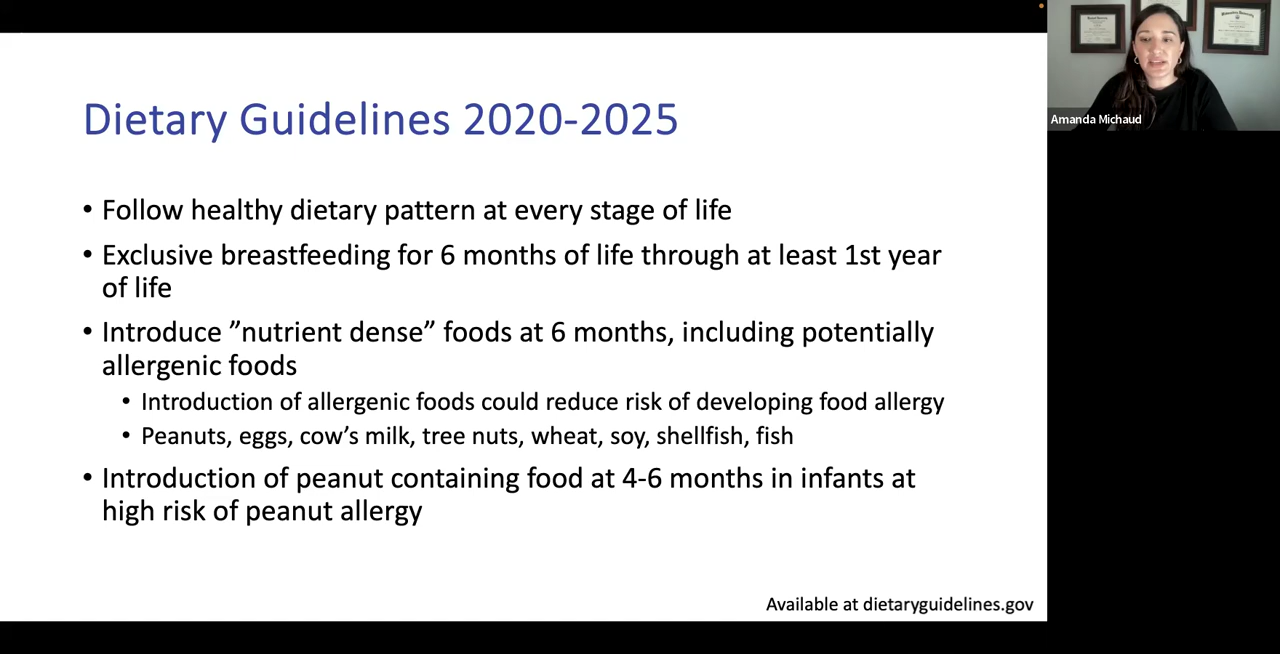 Dietary Guidelines 2020-2025
• Follow healthy dietary pattern at every stage of life
• Exclusive breastfeeding for 6 months of life through at least 1st year
of life
• Introduce ”nutrient dense” foods at 6 months, including potentially
allergenic foods
• Introduction of allergenic foods could reduce risk of developing food allergy
• Peanuts, eggs, cow’s milk, tree nuts, wheat, soy, shellfish, fish
• Introduction of peanut containing food at 4-6 months in infants at
high risk of peanut allergy
Available at dietaryguidelines.gov
Amanda Michaud